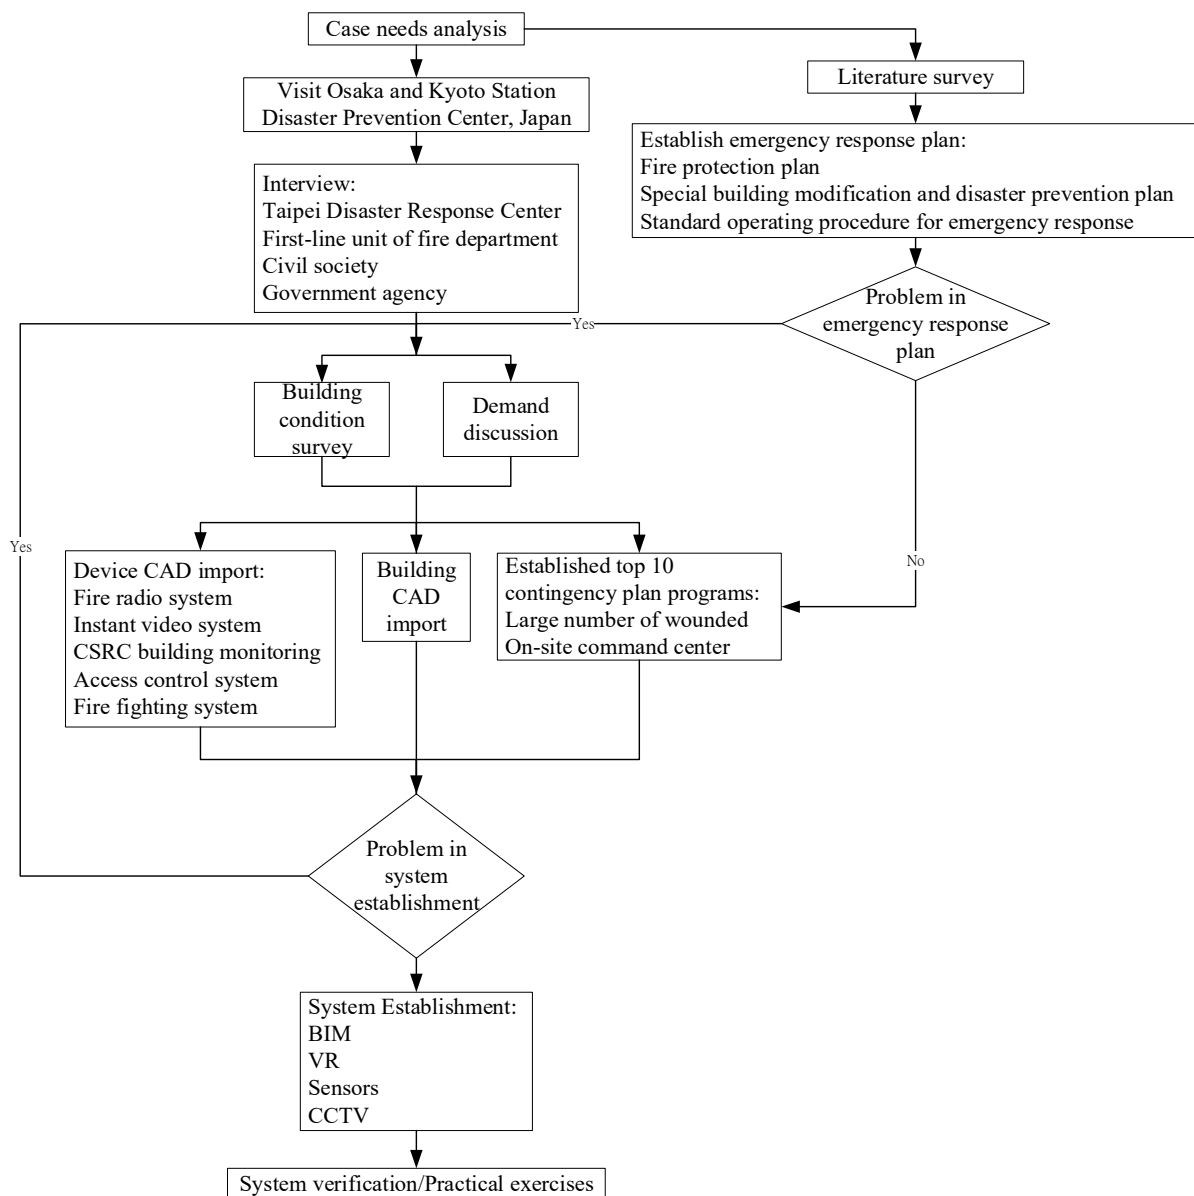 Case needs analysis
Literature survey
Visit Osaka and Kyoto Station
Disaster Prevention Center, Japan
Establish emergency response plan:
Fire protection plan
Special building modification and disaster prevention plan
Standard operating procedure for emergency response
Interview:
Taipei Disaster Response Center
First-line unit of fire department
Civil society
Government agency
Problem in
emergency response
plan
Yes
Building
condition
survey
Demand
discussion
Yes
No
Device CAD import:
Fire radio system
Instant video system
CSRC building monitoring
Access control system
Fire fighting system
Building
CAD
import
Established top 10
contingency plan programs:
Large number of wounded
On-site command center
Problem in
system
establishment
System Establishment:
BIM
VR
Sensors
CCTV
System verification/Practical exercises